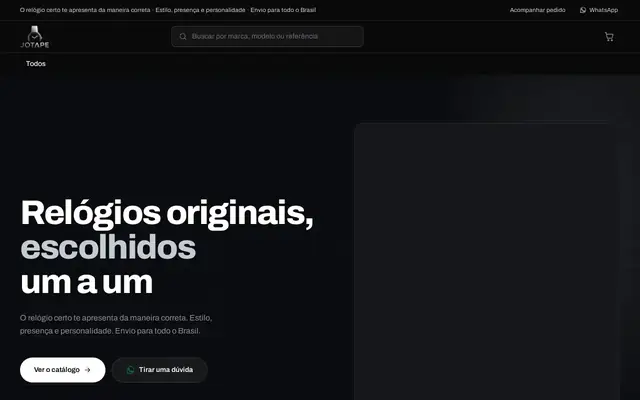 O relógio certo te apresenta da maneira correta · Estilo, presença e personalidade · Envio para todo o Brasil
Acompanhar pedido
WhatsApp
JOTAPE
Buscar por marca, modelo ou referência
Todos
Relógios originais,
escolhidos
um a um
O relógio certo te apresenta da maneira correta. Estilo,
presença e personalidade. Envio para todo o Brasil.
Ver o catálogo
Tirar uma dúvida